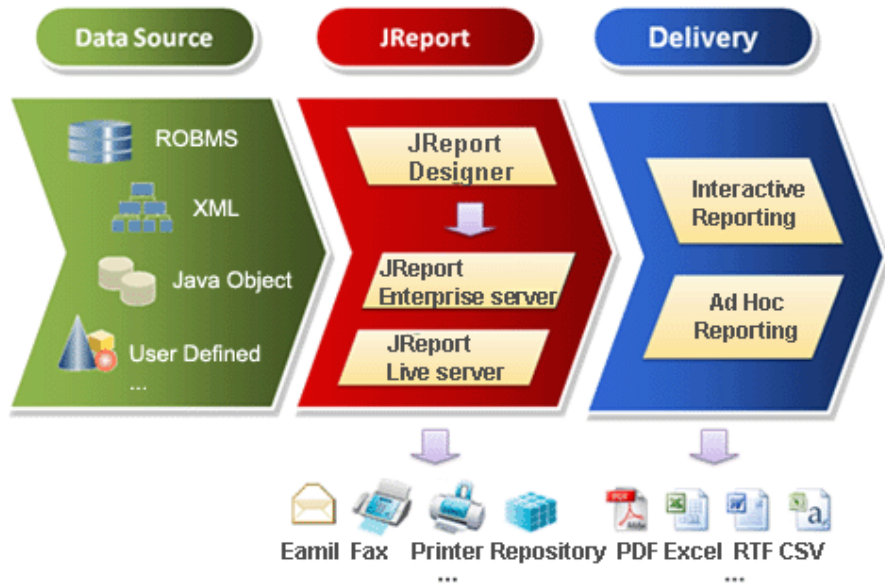 Data Source
JReport
Delivery
ROBMS
XML
Java Object
User Defined
...
JReport
Designer
JReport
Enterprise server
JReport
Live server
Interactive
Reporting
Ad Hoc
Reporting
Eamil Fax Printer Repository
...
PDF Excel RTF CSV
...